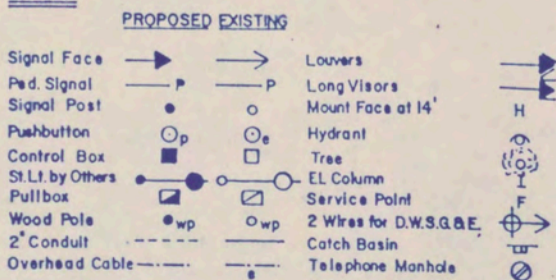 PROPOSED EXISTING
Signal Face
Ped. Signal P P
Signal Post
Pushbutton p e
Control Box
St. Lt. by Others
Pullbox
Wood Pole wp wp
2" Conduit
Overhead Cable e
Louvers
Long Visors
Mount Face at 14' H
Hydrant
Tree
EL Column I
Service Point F
2 Wires for D.W.S.G.&E.
Catch Basin
Telephone Manhole